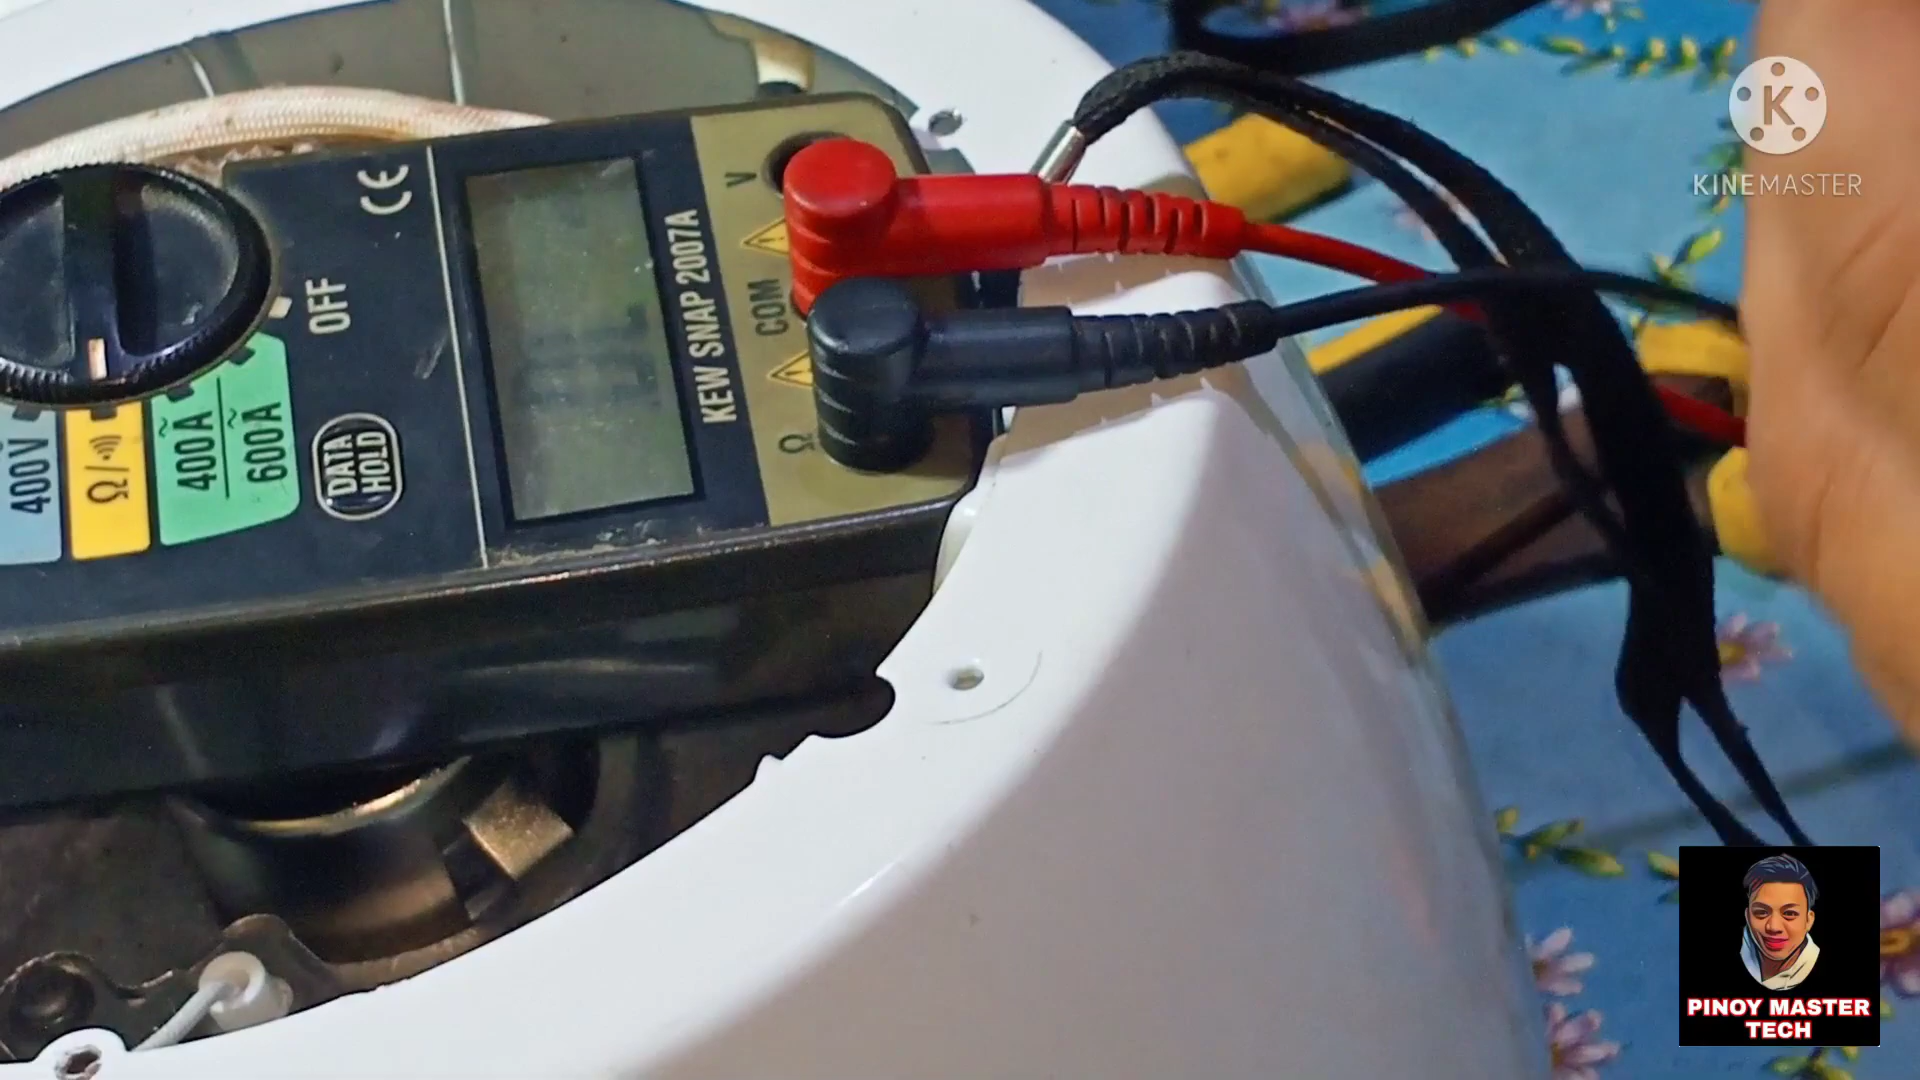 K
KINEMASTER
CE
OFF
DATA
HOLD
400V
Ω/
400A
600A
KEW SNAP 2007A
V
COM
Ω
PINOY MASTER
TECH